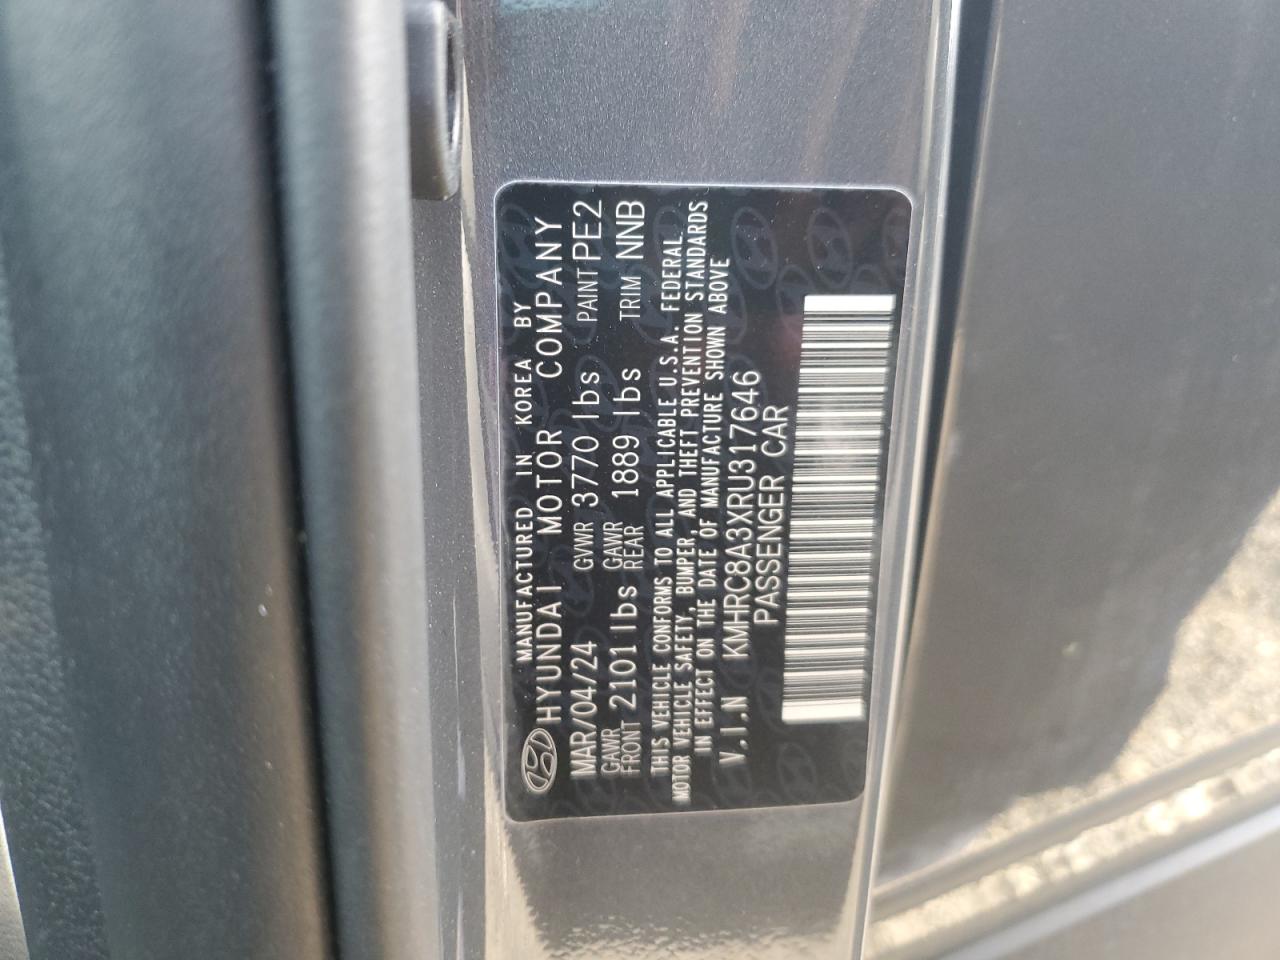 MANUFACTURED IN KOREA BY
HYUNDAI MOTOR COMPANY
MAR/04/24 GVWR 3770 lbs PAINT PE2
GAWR FRONT 2101 lbs GAWR REAR 1889 lbs TRIM NNB
THIS VEHICLE CONFORMS TO ALL APPLICABLE U.S.A. FEDERAL
MOTOR VEHICLE SAFETY, BUMPER, AND THEFT PREVENTION STANDARDS
IN EFFECT ON THE DATE OF MANUFACTURE SHOWN ABOVE
V.I.N KMHRC8A3XRU317646
PASSENGER CAR